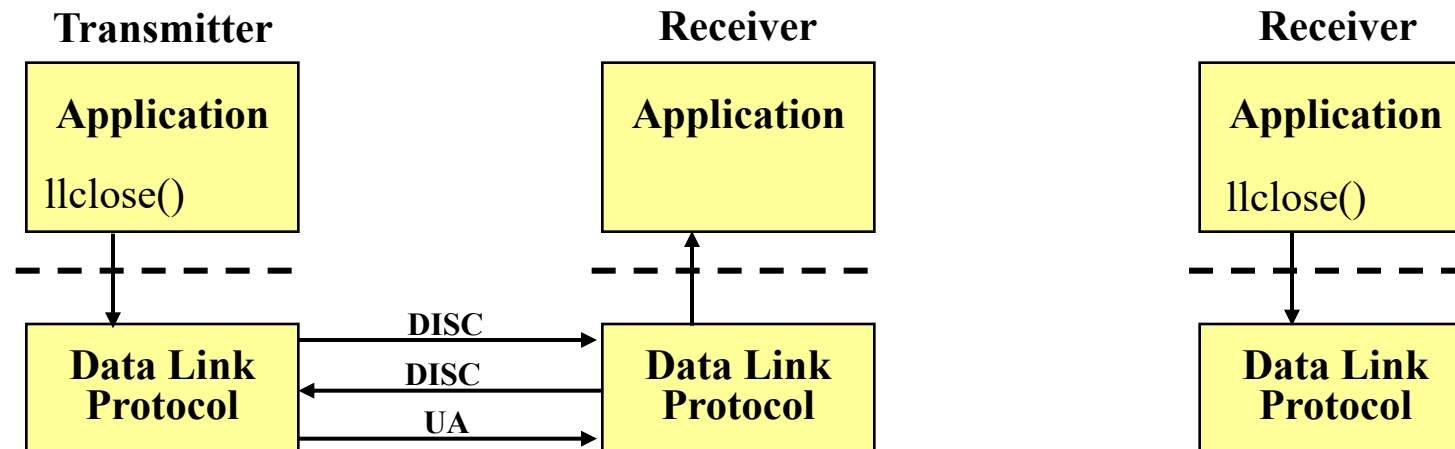 Transmitter
Receiver
Receiver
Application
llclose()
Application
Application
llclose()
DISC
DISC
UA
Data Link
Protocol
Data Link
Protocol
Data Link
Protocol